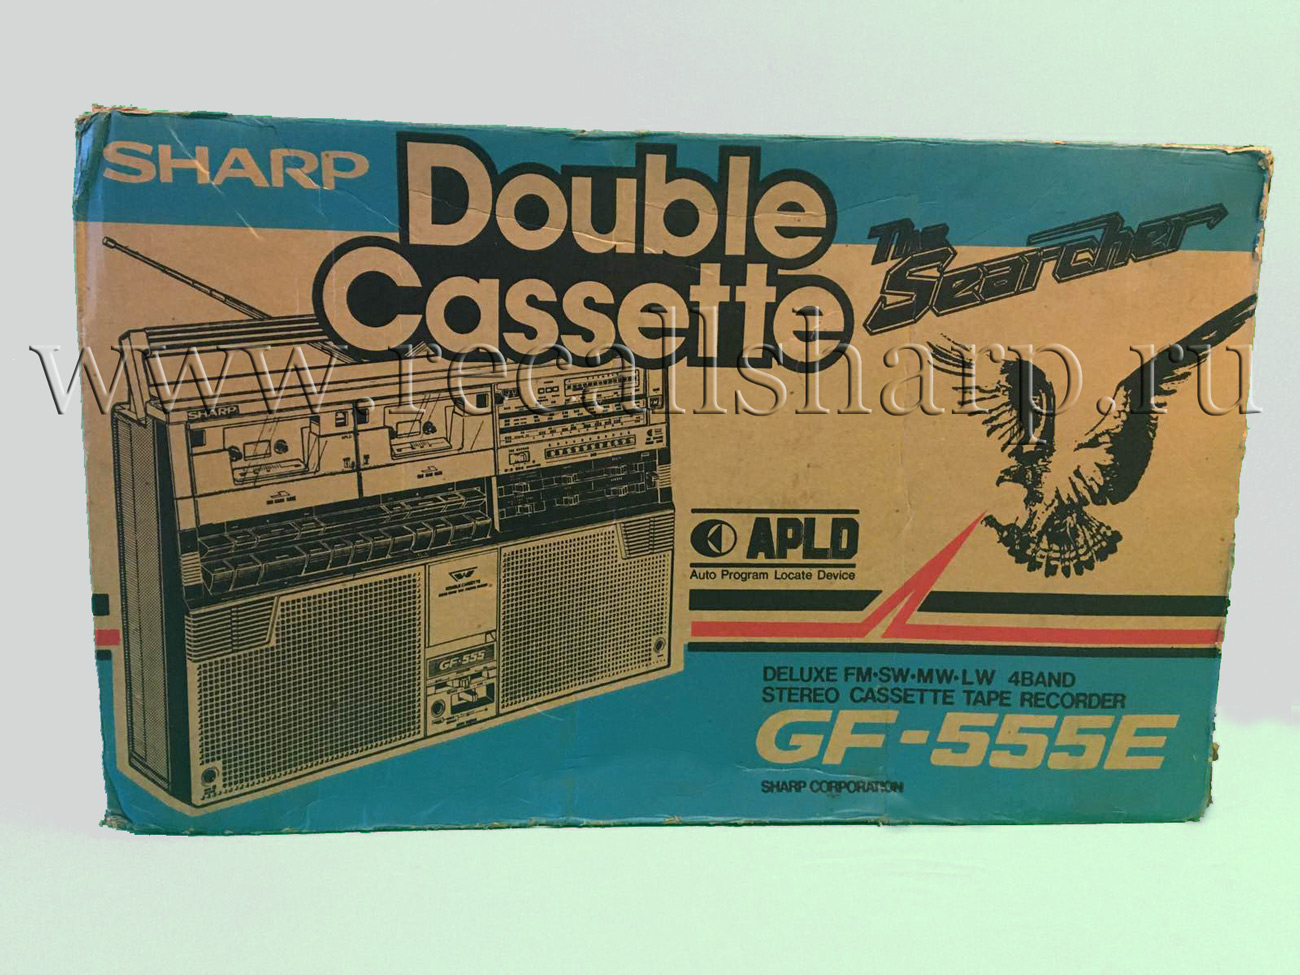 SHARP
Double
Cassette
The
Searcher
www.recallsharp.ru
SHARP
APLD
Auto Program Locate Device
GF-555
DELUXE FM•SW•MW•LW 4BAND
STEREO CASSETTE TAPE RECORDER
GF-555E
SHARP CORPORATION